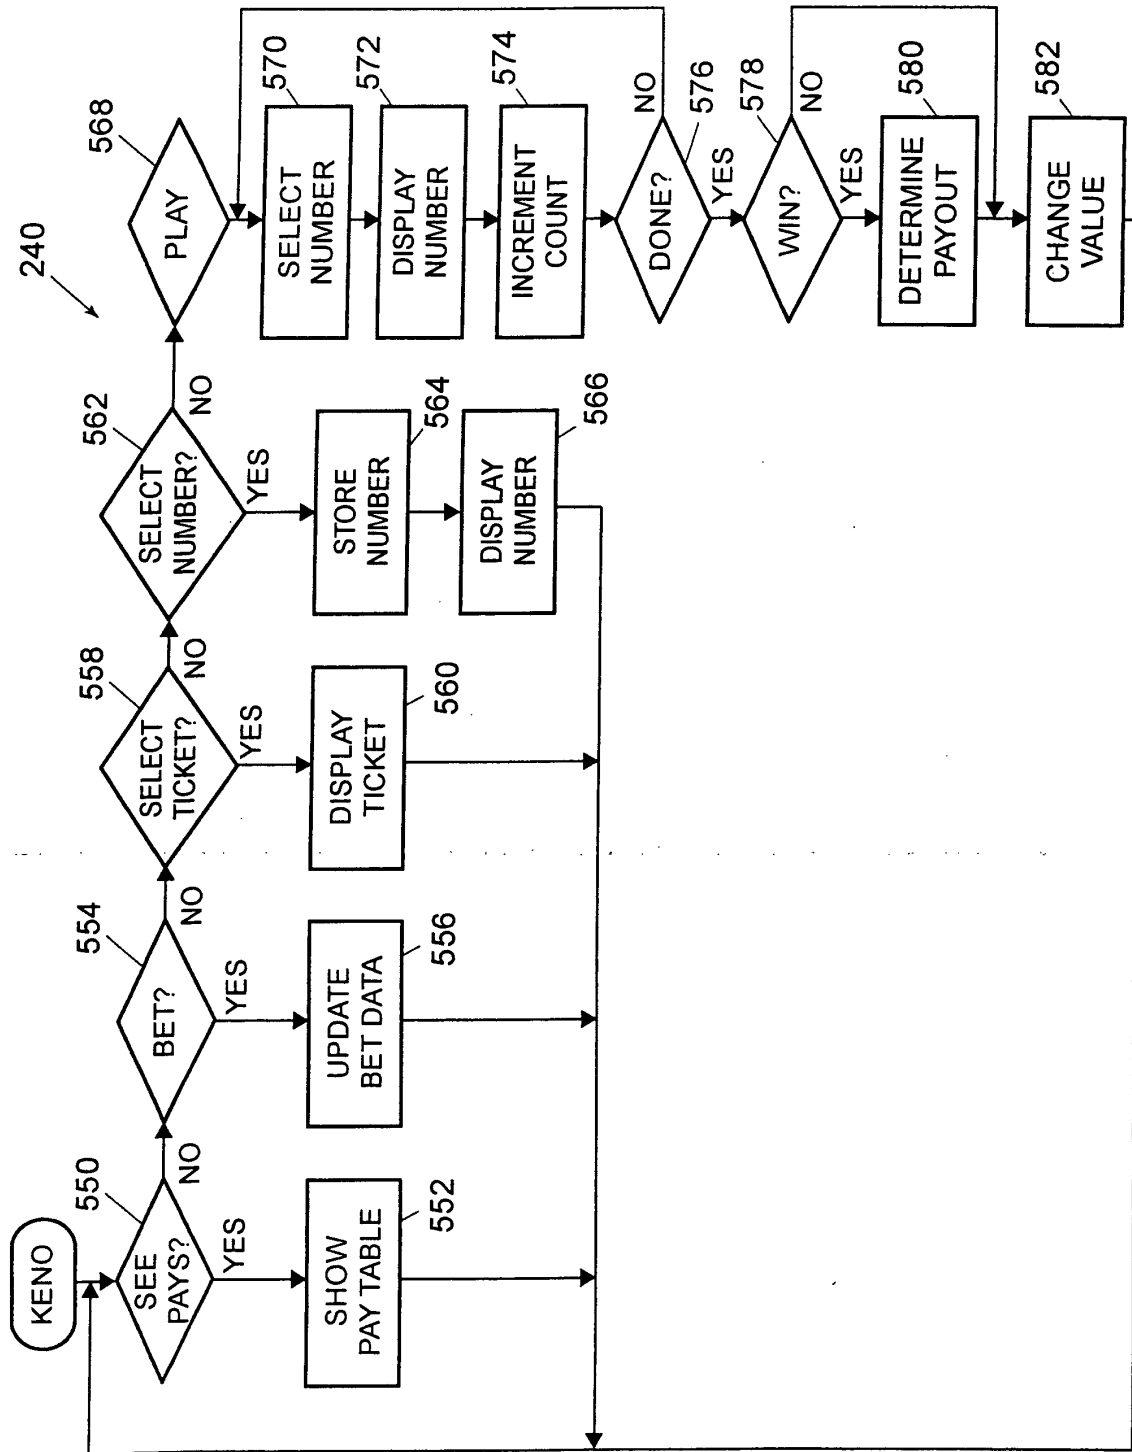 240
KENO
550
SEE
PAYS?
NO
YES
SHOW
PAY TABLE
552
554
BET?
NO
YES
UPDATE
BET DATA
556
558
SELECT
TICKET?
NO
YES
DISPLAY
TICKET
560
562
SELECT
NUMBER?
NO
YES
STORE
NUMBER
564
DISPLAY
NUMBER
566
568
PLAY
570
SELECT
NUMBER
572
DISPLAY
NUMBER
574
INCREMENT
COUNT
DONE?
NO
576
YES
WIN?
578
NO
YES
580
DETERMINE
PAYOUT
582
CHANGE
VALUE